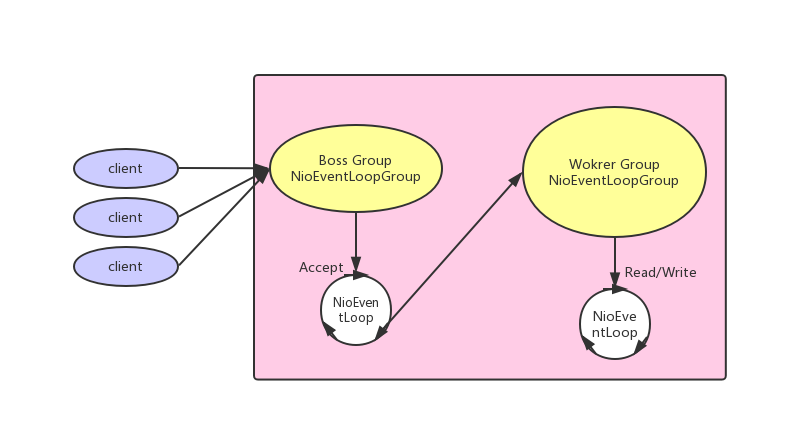 client
client
client
Boss Group
NioEventLoopGroup
Accept
NioEven
tLoop
Wokrer Group
NioEventLoopGroup
Read/Write
NioEve
ntLoop